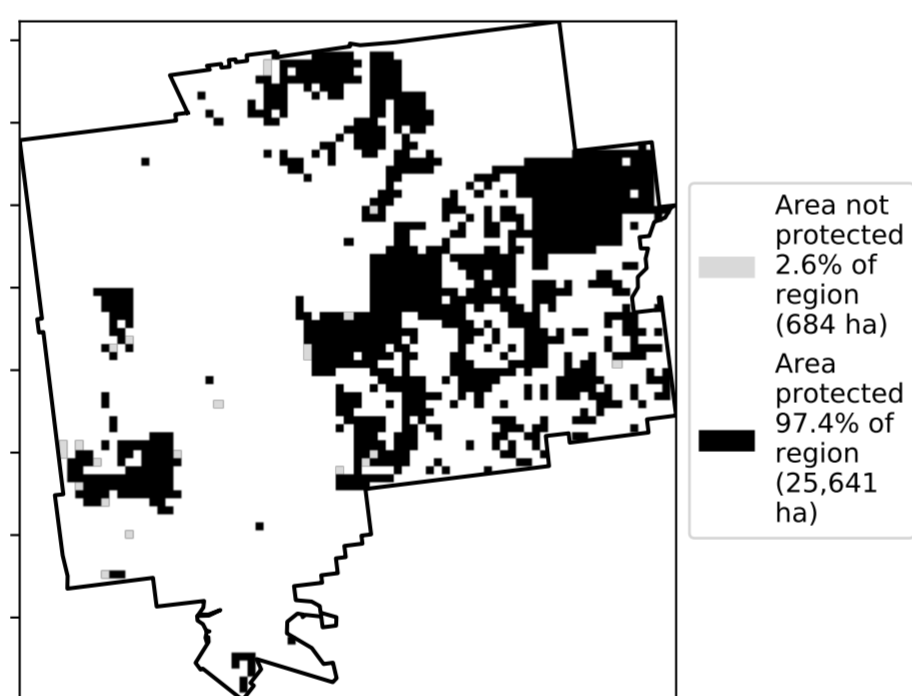 Area not
protected
2.6% of
region
(684 ha)
Area
protected
97.4% of
region
(25,641
ha)